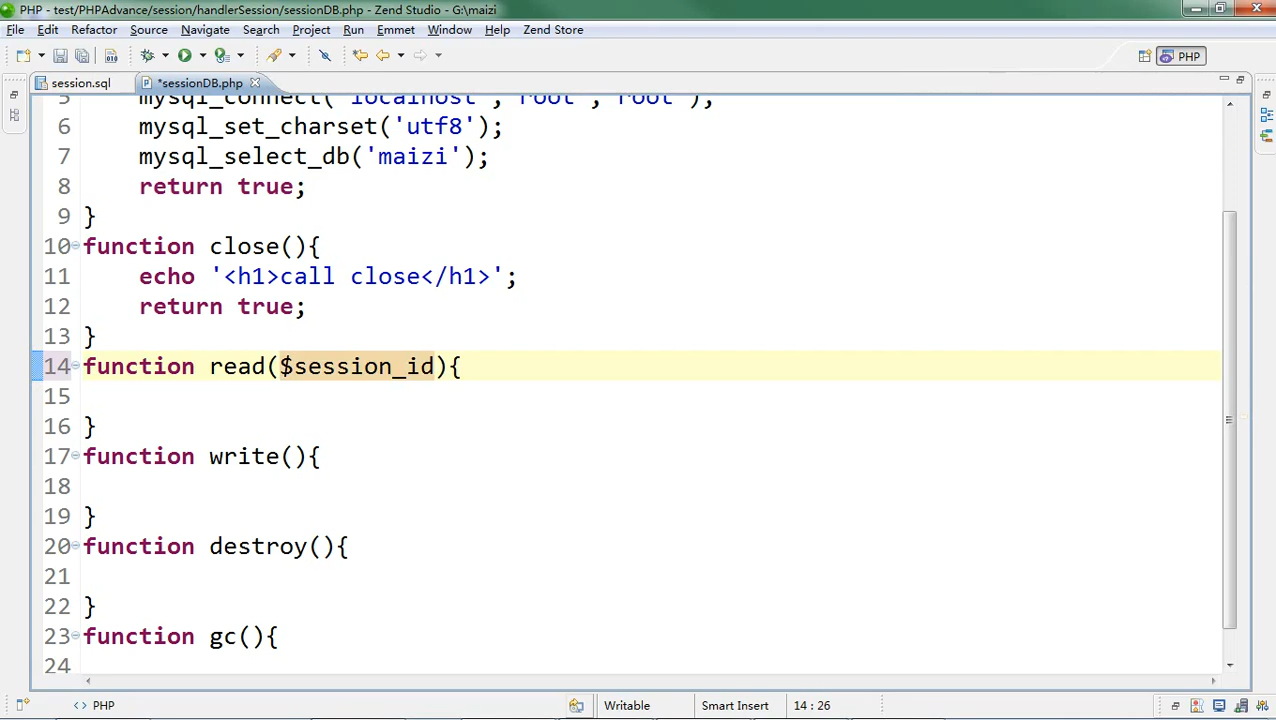 PHP - test/PHPAdvance/session/handlerSession/sessionDB.php - Zend Studio - G:\maizi
File Edit Refactor Source Navigate Search Project Run Emmet Window Help Zend Store
PHP
session.sql *sessionDB.php
5 mysql_connect('localhost','root','root');
6 mysql_set_charset('utf8');
7 mysql_select_db('maizi');
8 return true;
9 }
10 function close(){
11 echo '<h1>call close</h1>';
12 return true;
13 }
14 function read($session_id){
15
16 }
17 function write(){
18
19 }
20 function destroy(){
21
22 }
23 function gc(){
24
<> PHP Writable Smart Insert 14 : 26